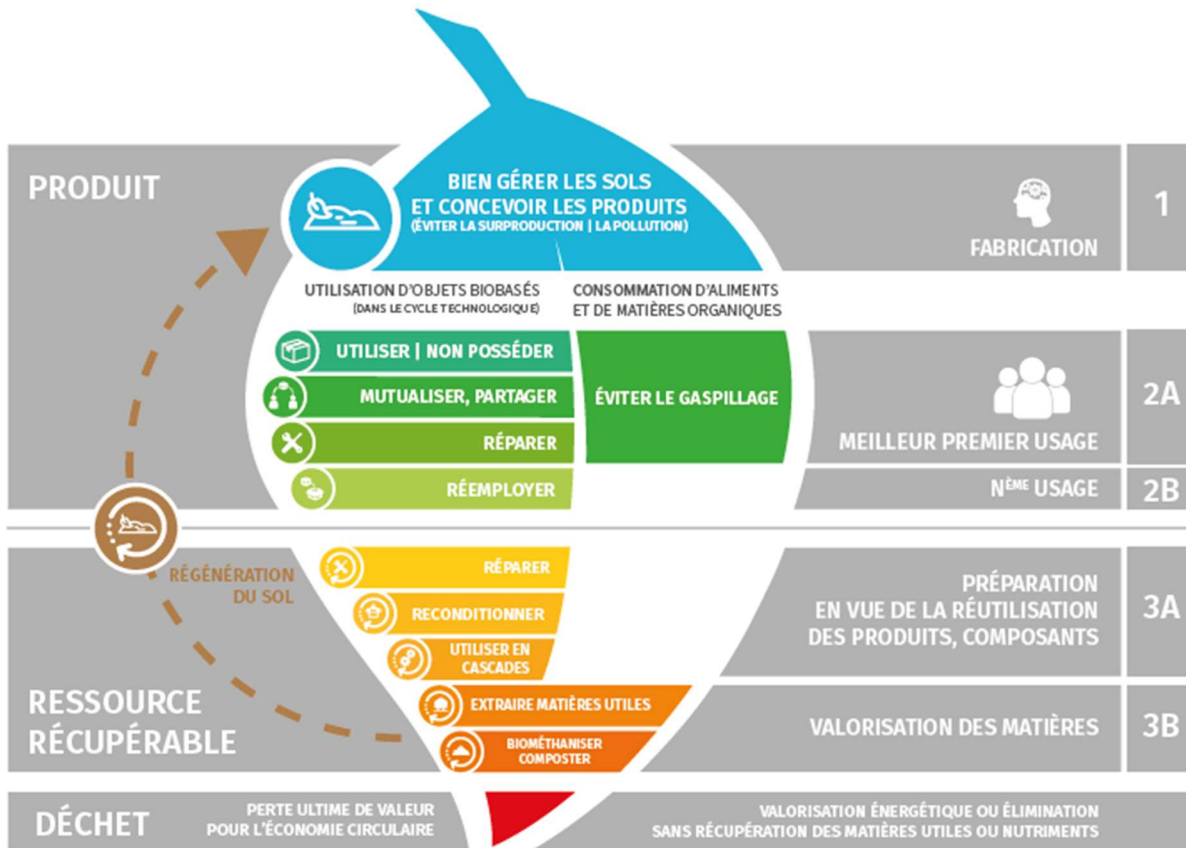 PRODUIT
BIEN GÉRER LES SOLS
ET CONCEVOIR LES PRODUITS
(ÉVITER LA SURPRODUCTION | LA POLLUTION)
FABRICATION
1
UTILISATION D'OBJETS BIOBASÉS
(DANS LE CYCLE TECHNOLOGIQUE)
CONSOMMATION D'ALIMENTS
ET DE MATIÈRES ORGANIQUES
UTILISER | NON POSSÉDER
MUTUALISER, PARTAGER
RÉPARER
ÉVITER LE GASPILLAGE
MEILLEUR PREMIER USAGE
2A
RÉEMPLOYER
NÈME USAGE
2B
RÉGÉNÉRATION
DU SOL
RÉPARER
RECONDITIONNER
UTILISER EN
CASCADES
PRÉPARATION
EN VUE DE LA RÉUTILISATION
DES PRODUITS, COMPOSANTS
3A
RESSOURCE
RÉCUPÉRABLE
EXTRAIRE MATIÈRES UTILES
BIOMÉTHANISER
COMPOSTER
VALORISATION DES MATIÈRES
3B
DÉCHET
PERTE ULTIME DE VALEUR
POUR L'ÉCONOMIE CIRCULAIRE
VALORISATION ÉNERGÉTIQUE OU ÉLIMINATION
SANS RÉCUPÉRATION DES MATIÈRES UTILES OU NUTRIMENTS